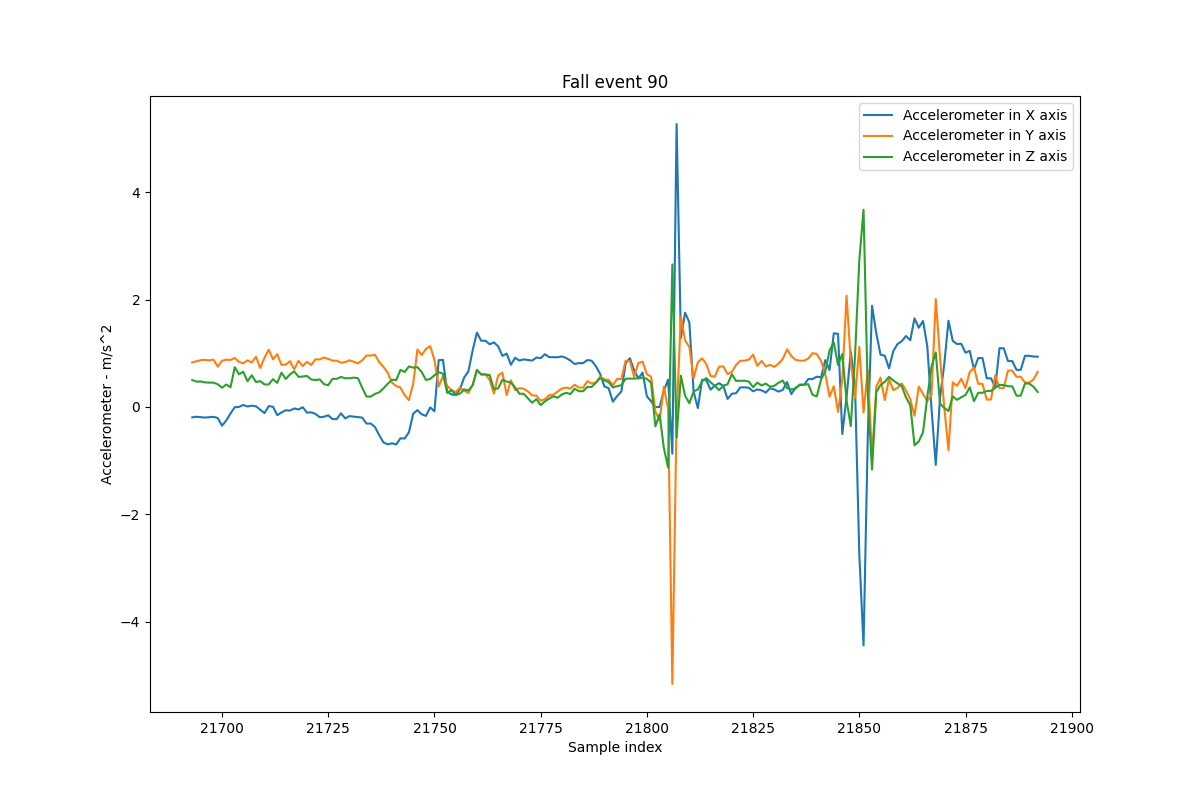 Fall event 90
Accelerometer in X axis
Accelerometer in Y axis
Accelerometer in Z axis
Accelerometer - m/s^2
4
2
0
−2
−4
21700 21725 21750 21775 21800 21825 21850 21875 21900
Sample index